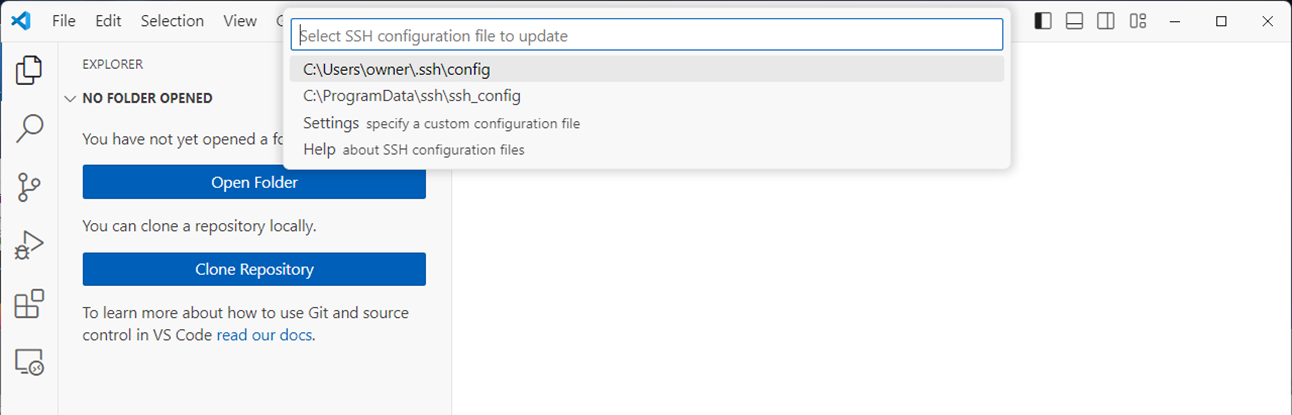 File Edit Selection View
Select SSH configuration file to update
C:\Users\owner\.ssh\config
C:\ProgramData\ssh\ssh_config
Settings specify a custom configuration file
Help about SSH configuration files
EXPLORER
NO FOLDER OPENED
You have not yet opened a
Open Folder
You can clone a repository locally.
Clone Repository
To learn more about how to use Git and source
control in VS Code read our docs.